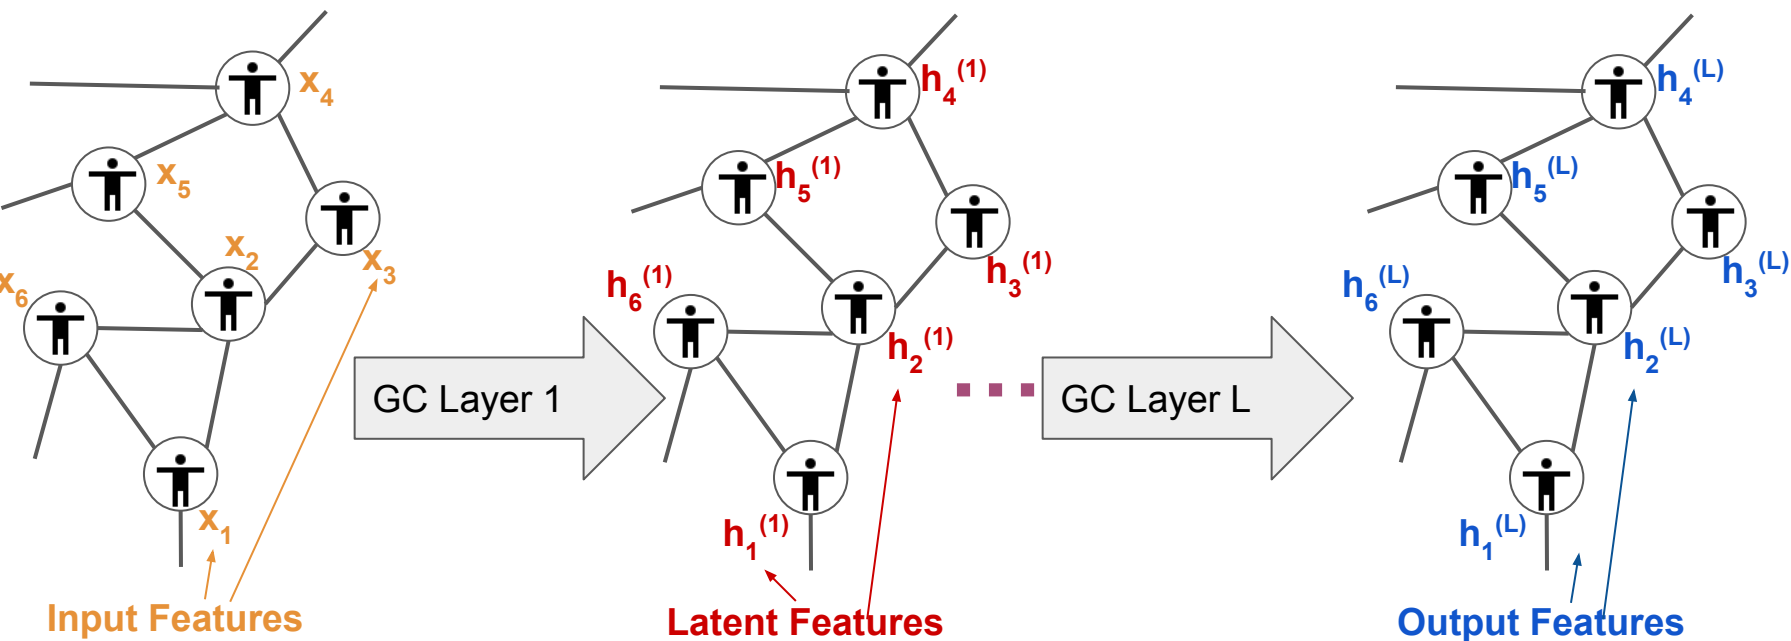 x₄
x₅
x₂
x₃
x₆
x₁
Input Features
GC Layer 1
h₄⁽¹⁾
h₅⁽¹⁾
h₃⁽¹⁾
h₆⁽¹⁾
h₂⁽¹⁾
h₁⁽¹⁾
Latent Features
GC Layer L
h₄^(L)
h₅^(L)
h₃^(L)
h₆^(L)
h₂^(L)
h₁^(L)
Output Features